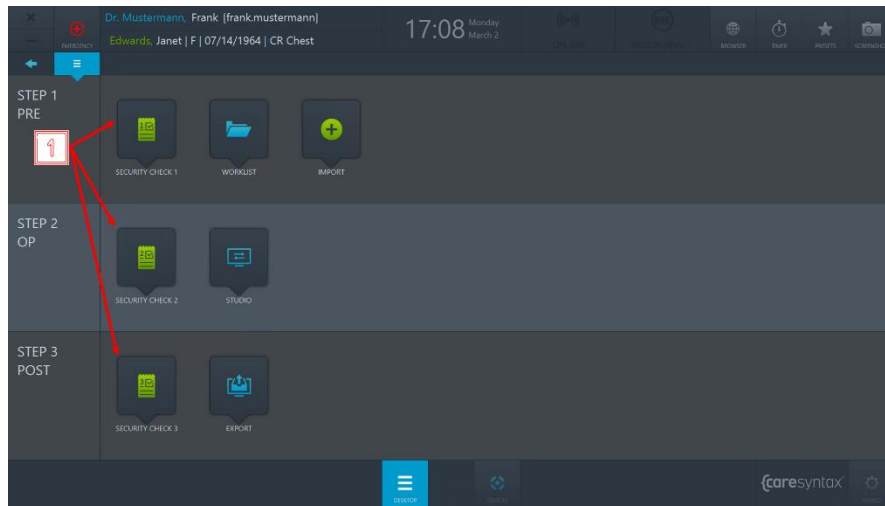 Dr. Mustermann, Frank [frank.mustermann]
Edwards, Janet | F | 07/14/1964 | CR Chest
17:08 Monday
March 2
EMERGENCY
BROWSER
TIMER
PRESETS
STEP 1
PRE
1
SECURITY CHECK 1
WORKLIST
IMPORT
STEP 2
OP
SECURITY CHECK 2
STUDIO
STEP 3
POST
SECURITY CHECK 3
EXPORT
DESKTOP
{caresyntax